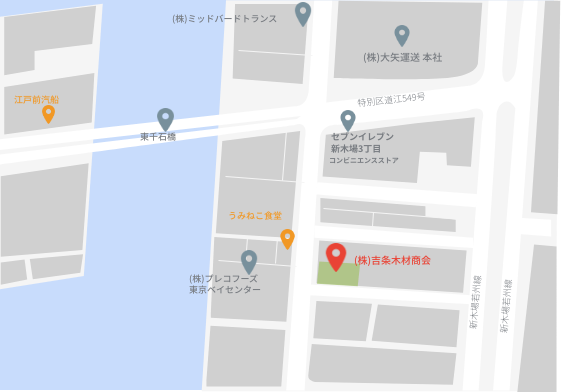 (株)ミッドバードトランス
(株)大矢運送 本社
江戸前汽船
特別区道江549号
東千石橋
セブンイレブン
新木場3丁目
コンビニエンスストア
うみねこ食堂
(株)吉条木材商会
(株)プレコフーズ
東京ベイセンター
新木場若州線
新木場若州線